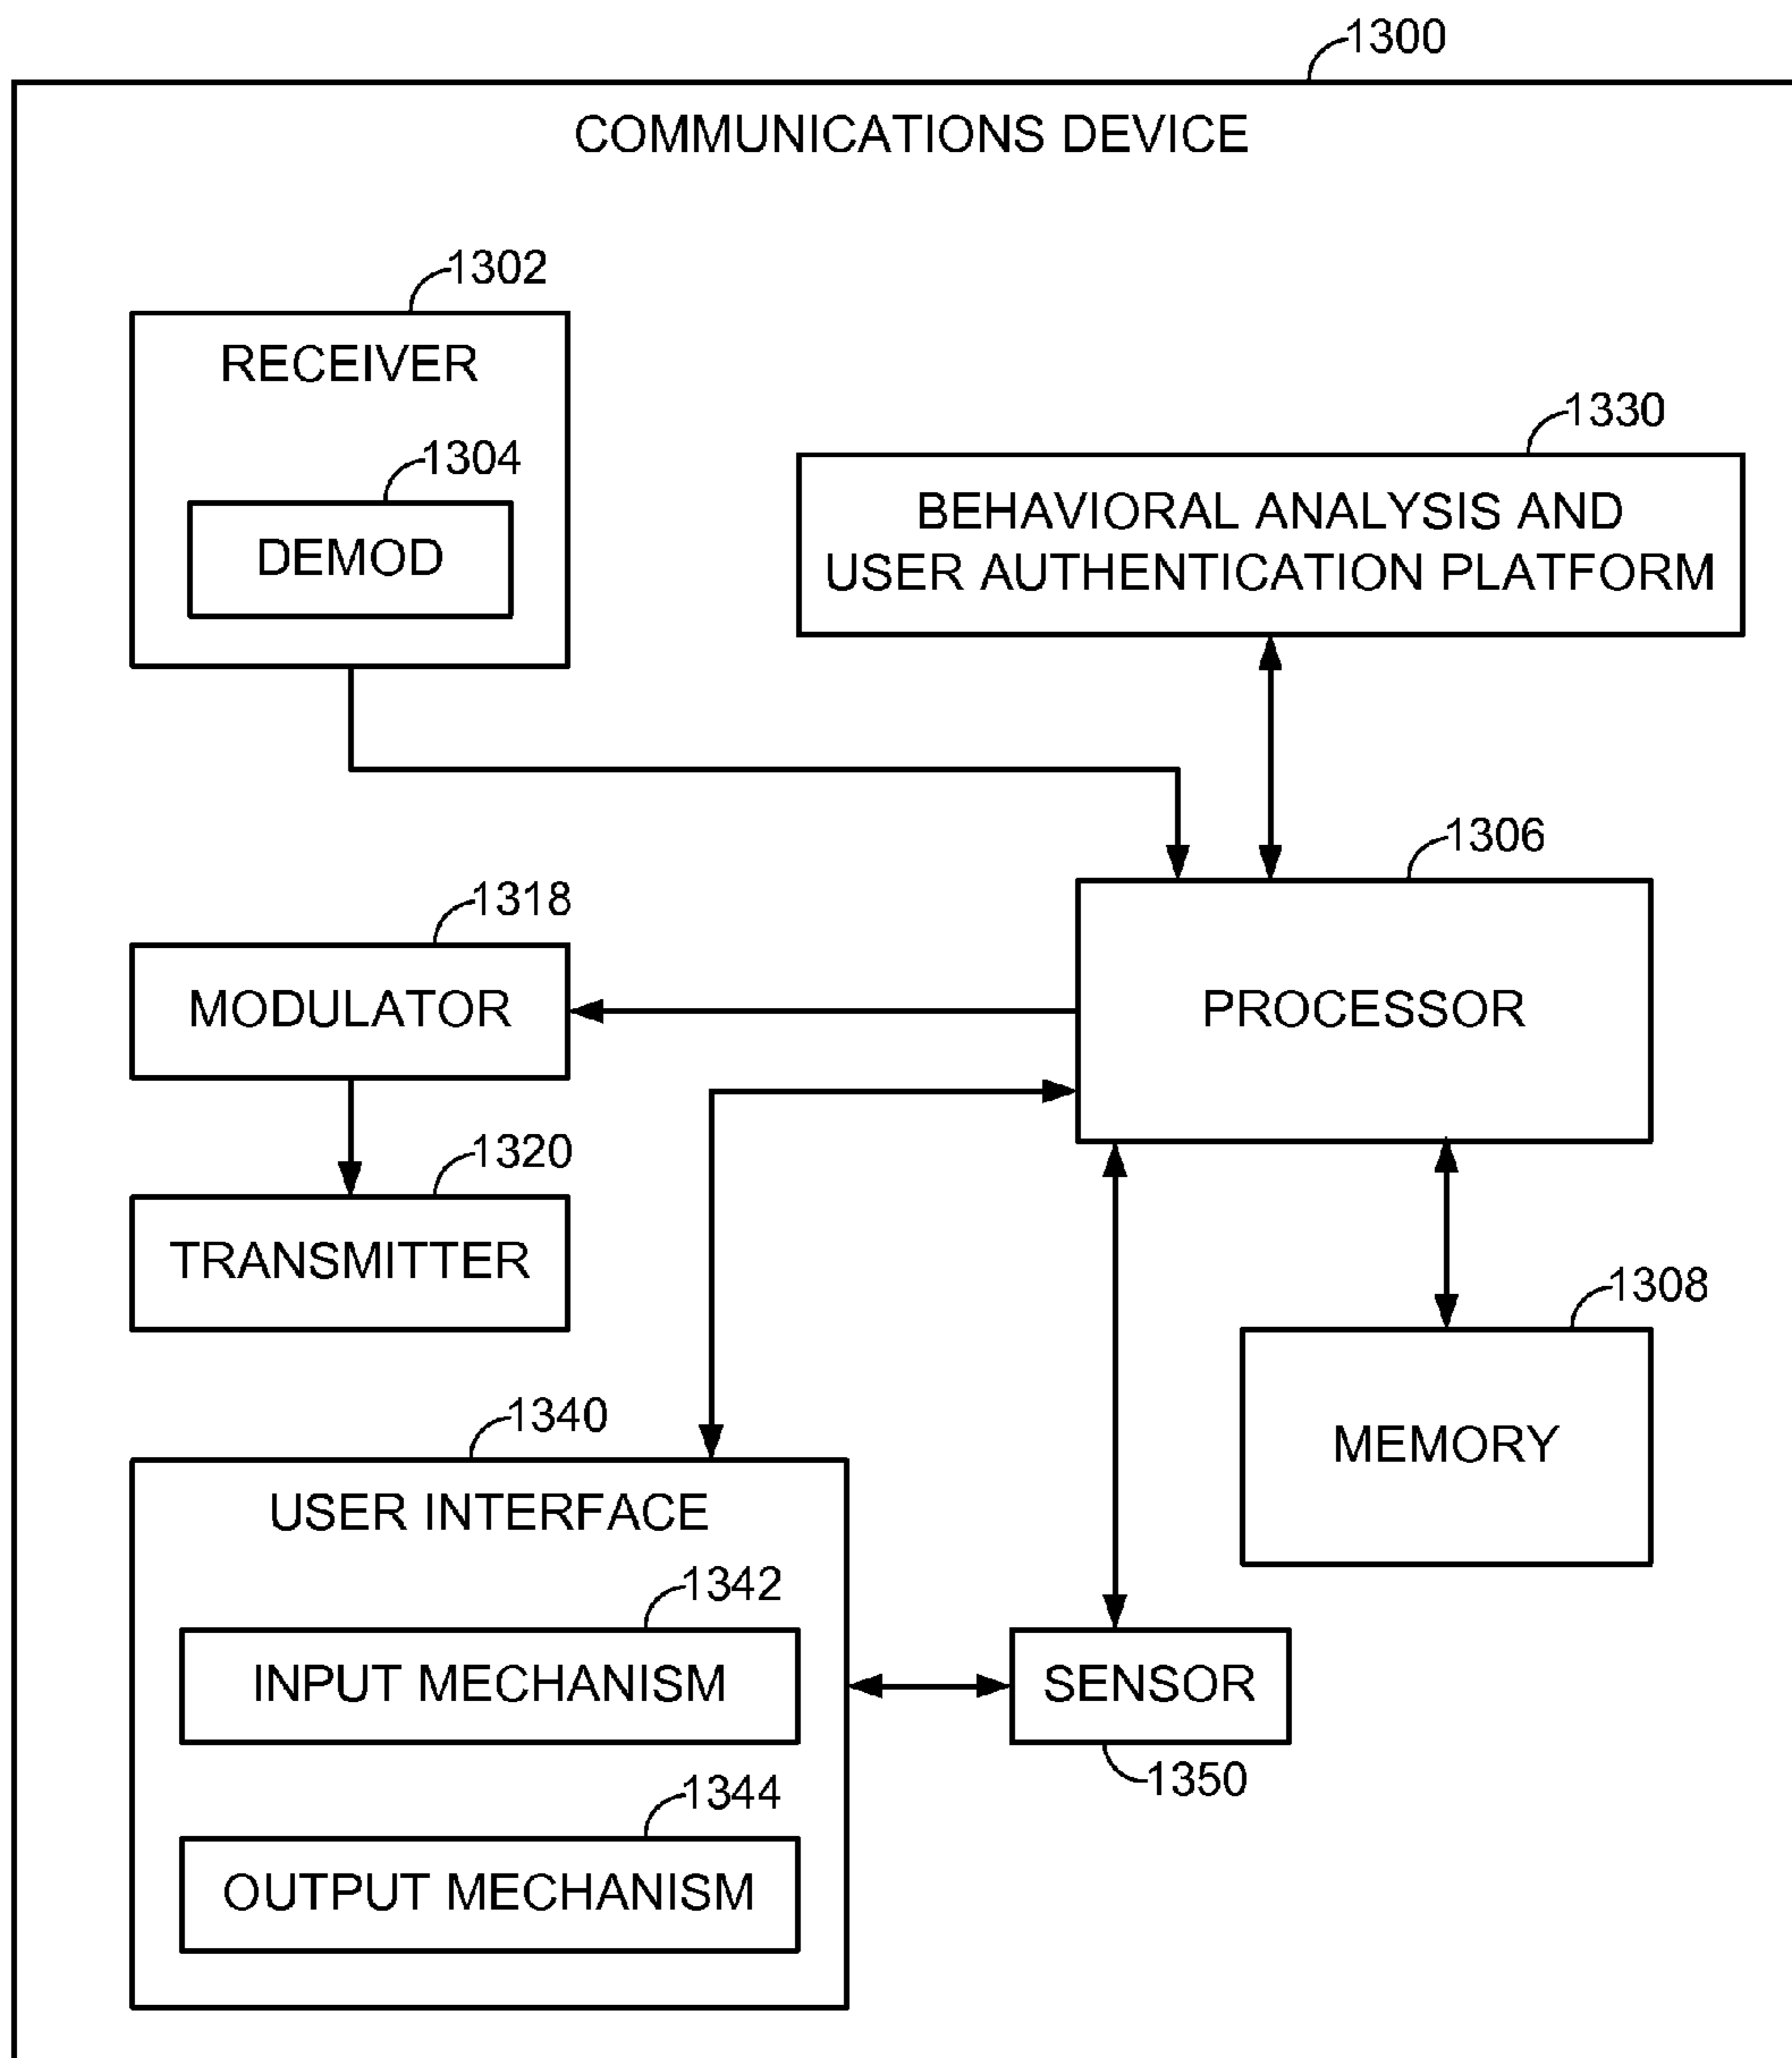 1300
COMMUNICATIONS DEVICE
1302
RECEIVER
1304
DEMOD
1330
BEHAVIORAL ANALYSIS AND
USER AUTHENTICATION PLATFORM
1306
PROCESSOR
1318
MODULATOR
1320
TRANSMITTER
1308
MEMORY
1340
USER INTERFACE
1342
INPUT MECHANISM
SENSOR
1350
1344
OUTPUT MECHANISM